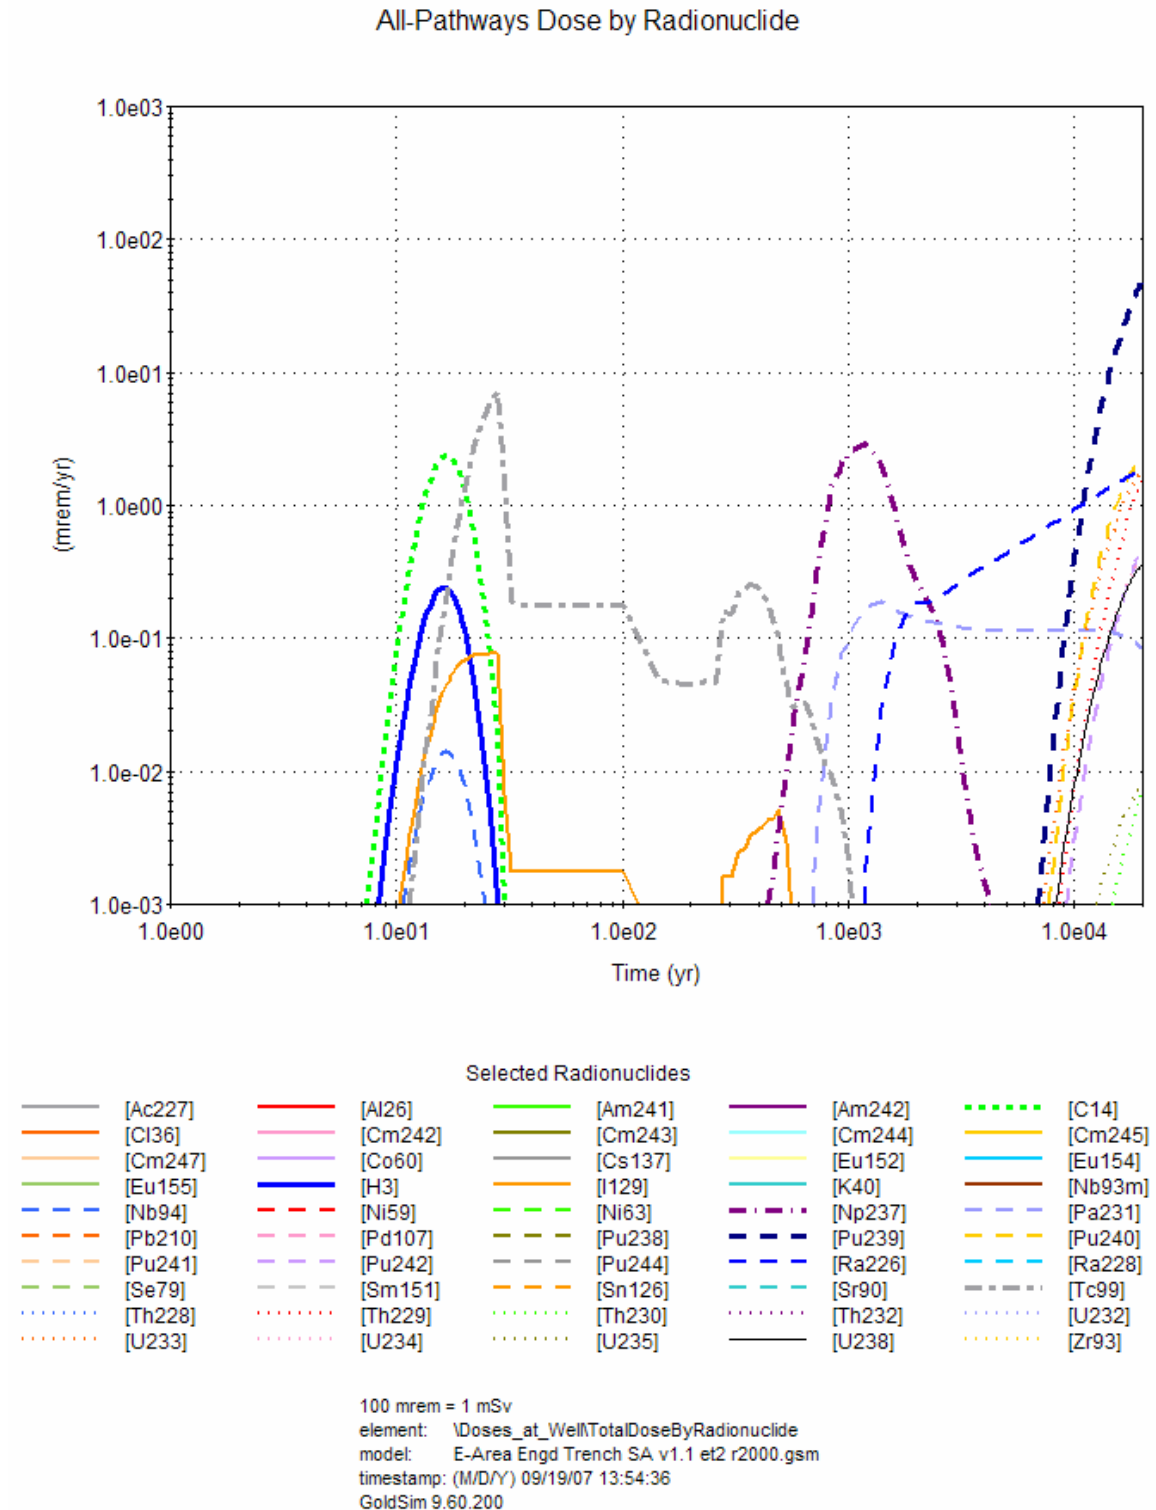 All-Pathways Dose by Radionuclide
1.0e03
1.0e02
1.0e01
(mrem/yr)
1.0e00
1.0e-01
1.0e-02
1.0e-03
1.0e00 1.0e01 1.0e02 1.0e03 1.0e04
Time (yr)
Selected Radionuclides
[Ac227] [Al26] [Am241] [Am242] [C14]
[Cl36] [Cm242] [Cm243] [Cm244] [Cm245]
[Cm247] [Co60] [Cs137] [Eu152] [Eu154]
[Eu155] [H3] [I129] [K40] [Nb93m]
[Nb94] [Ni59] [Ni63] [Np237] [Pa231]
[Pb210] [Pd107] [Pu238] [Pu239] [Pu240]
[Pu241] [Pu242] [Pu244] [Ra226] [Ra228]
[Se79] [Sm151] [Sn126] [Sr90] [Tc99]
[Th228] [Th229] [Th230] [Th232] [U232]
[U233] [U234] [U235] [U238] [Zr93]
100 mrem = 1 mSv
element: \Doses_at_Well\TotalDoseByRadionuclide
model: E-Area Engd Trench SA v1.1 et2 r2000.gsm
timestamp: (M/D/Y) 09/19/07 13:54:36
GoldSim 9.60.200